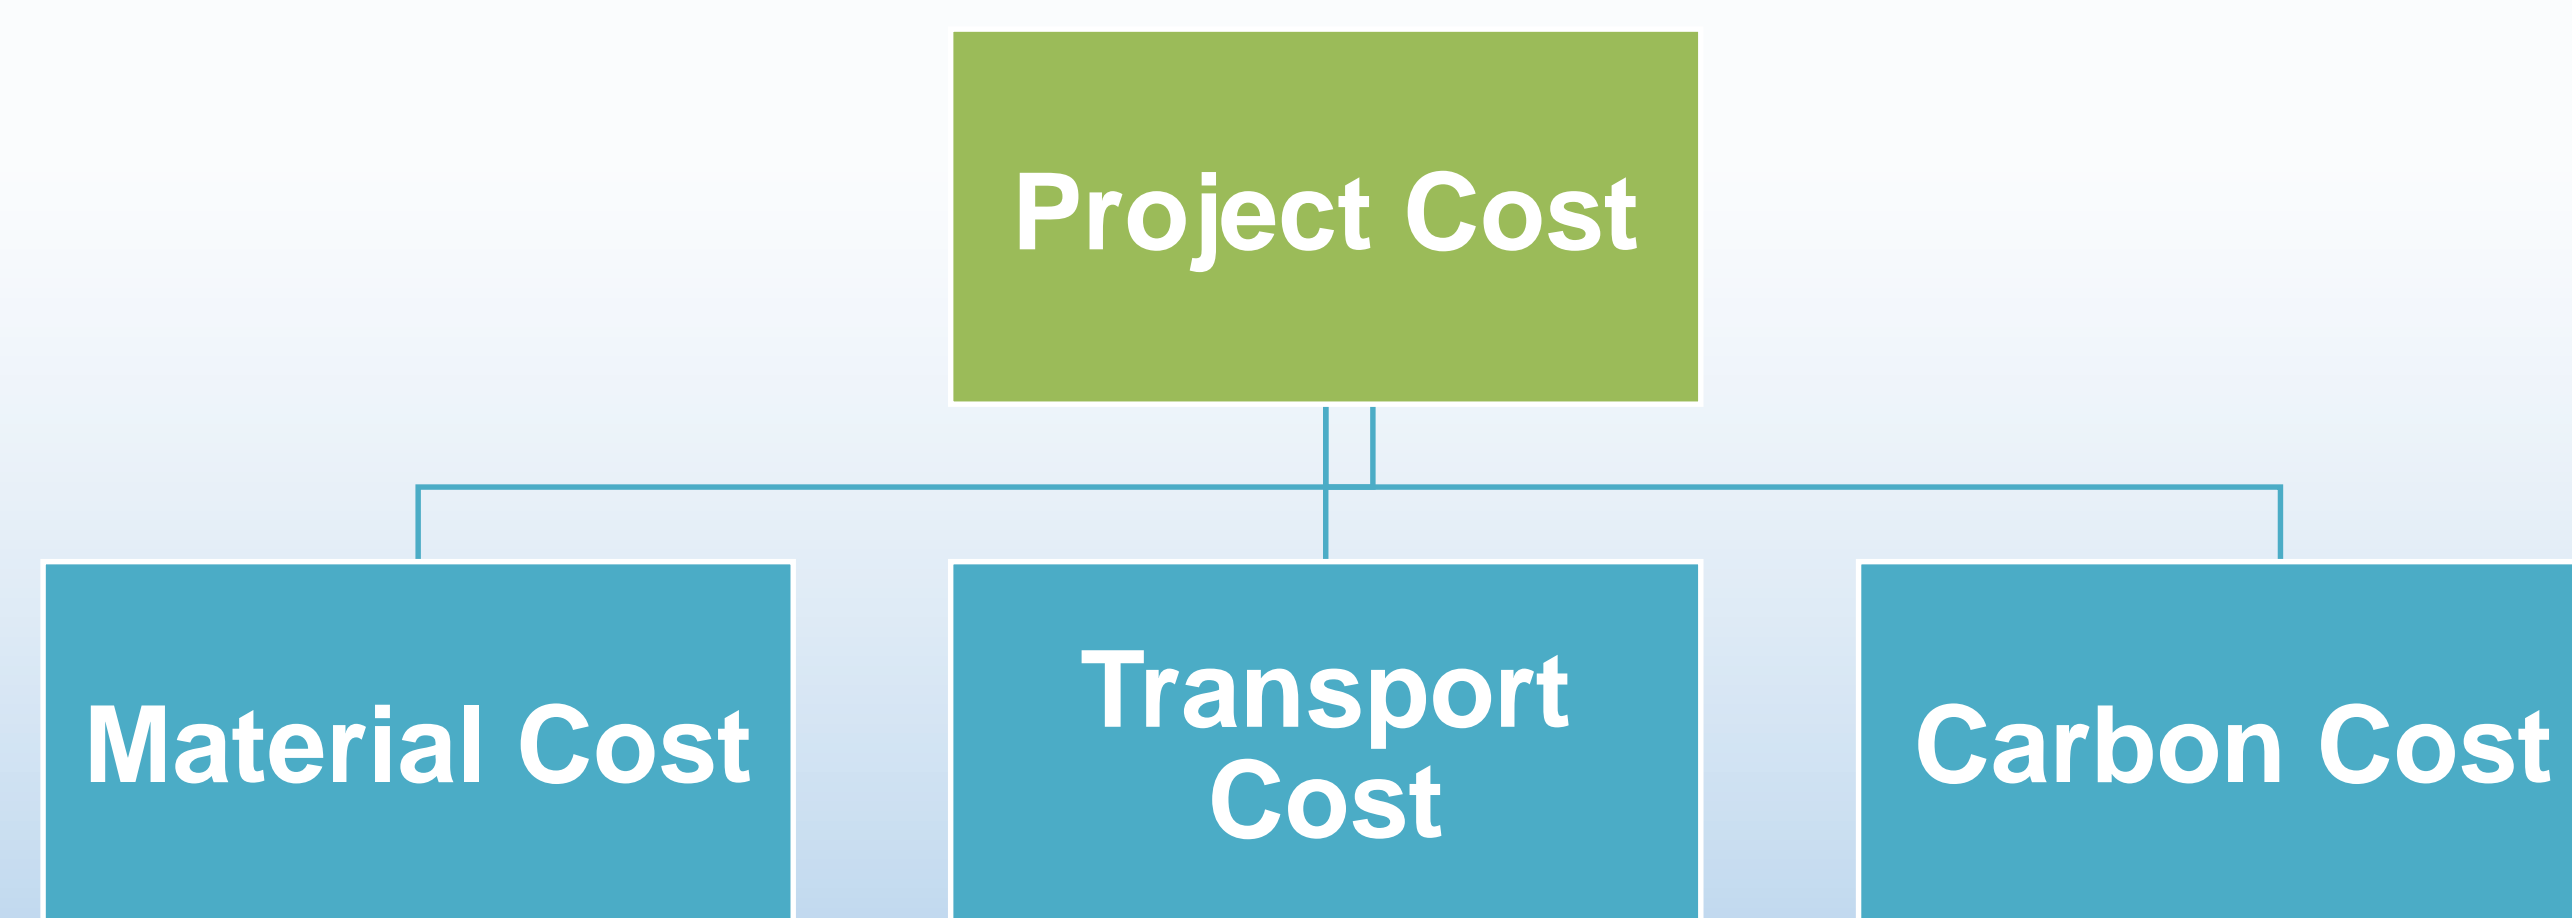 Project Cost
Material Cost
Transport
Cost
Carbon Cost